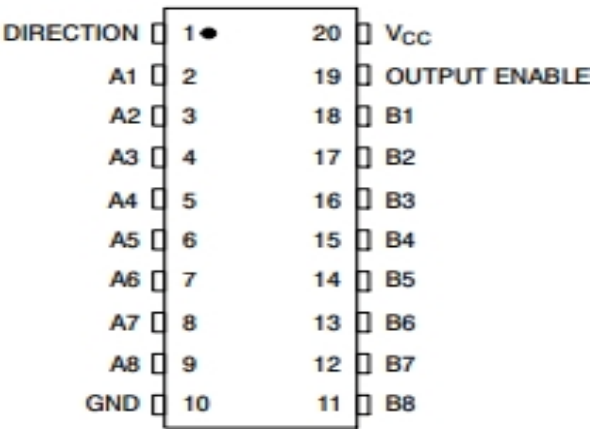 DIRECTION 1 20 VCC
A1 2 19 OUTPUT ENABLE
A2 3 18 B1
A3 4 17 B2
A4 5 16 B3
A5 6 15 B4
A6 7 14 B5
A7 8 13 B6
A8 9 12 B7
GND 10 11 B8